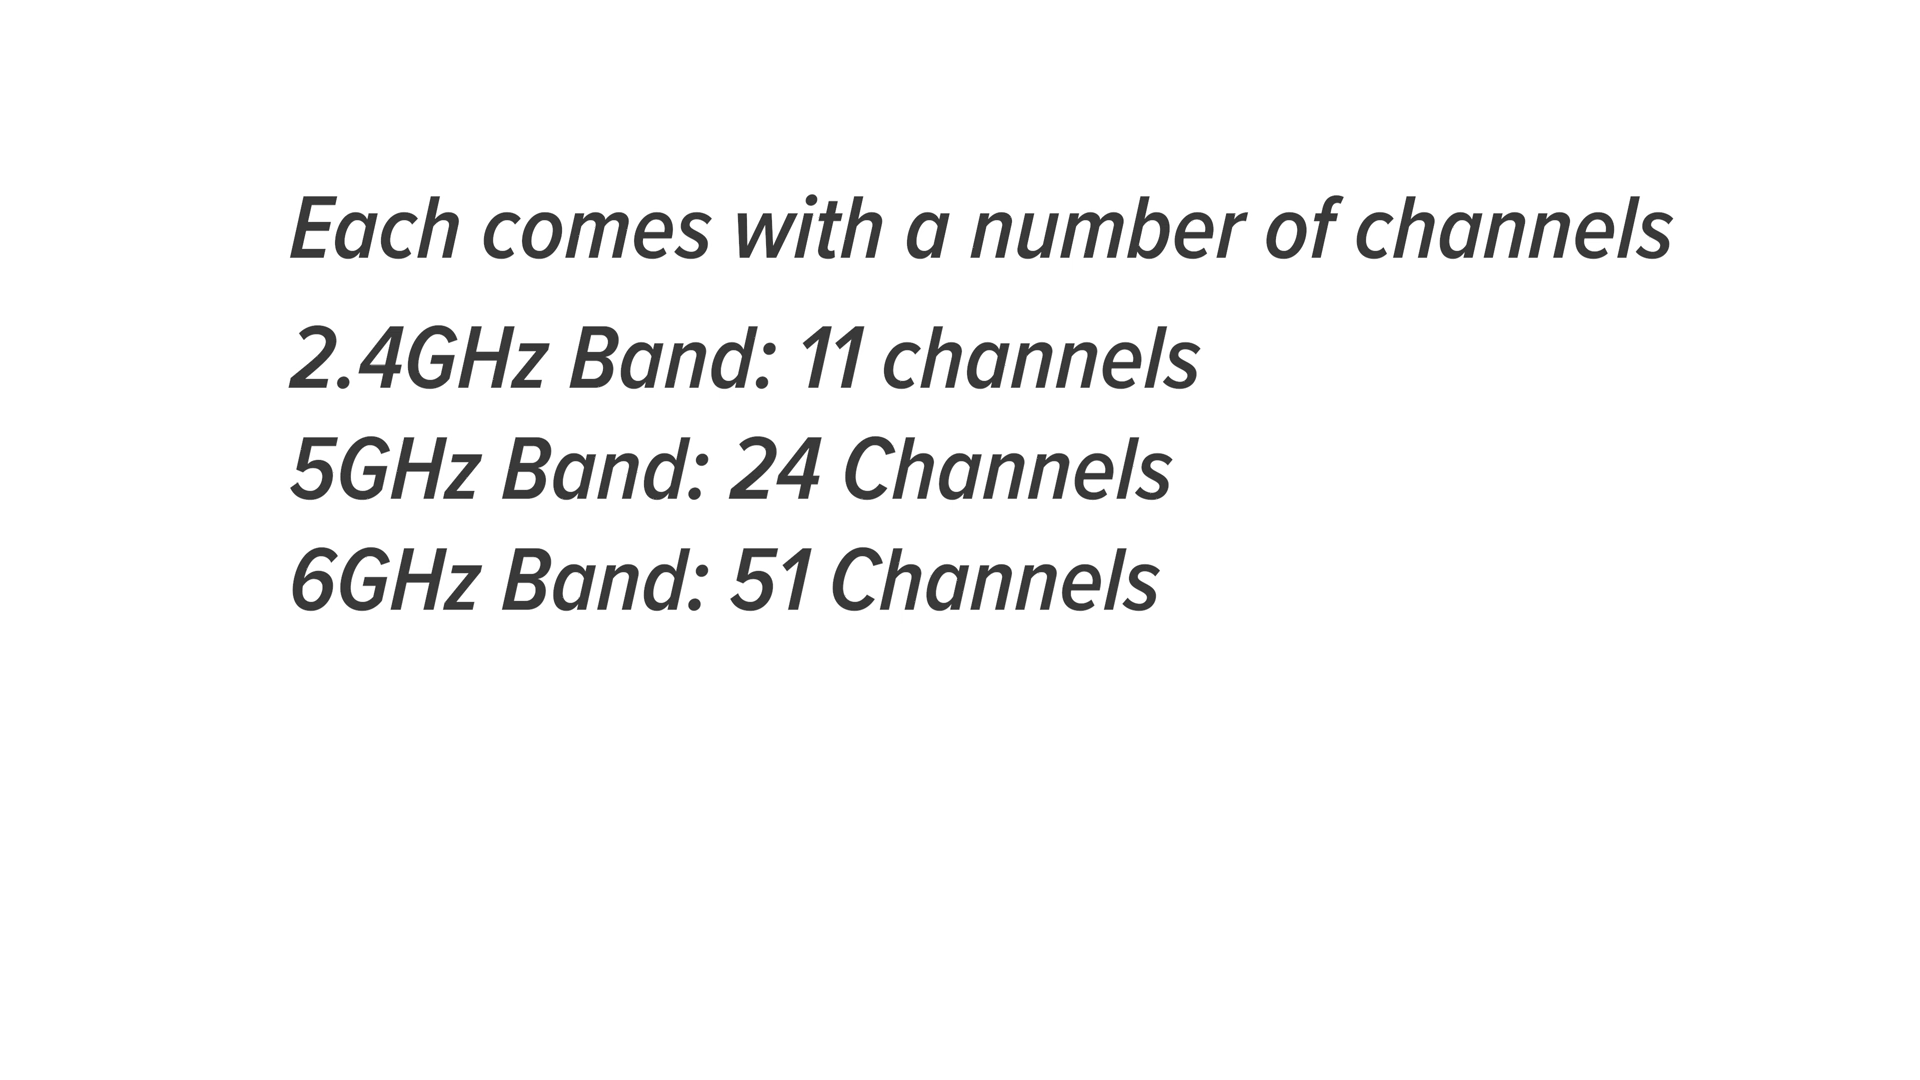 Each comes with a number of channels
2.4GHz Band: 11 channels
5GHz Band: 24 Channels
6GHz Band: 51 Channels